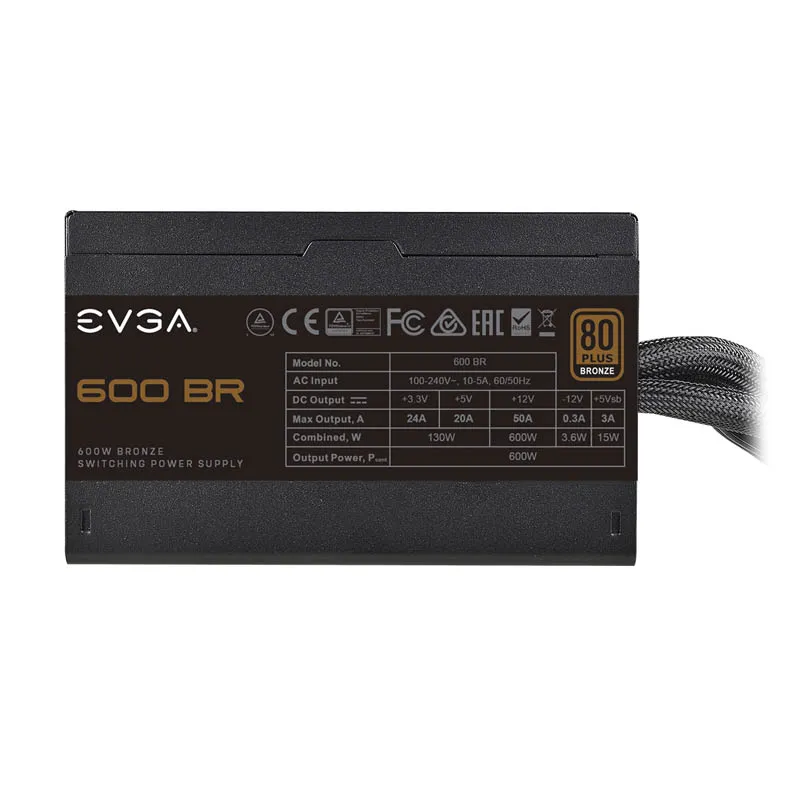 EVGA.
CE FC EAC RoHS
80
PLUS
BRONZE
600 BR
600W BRONZE
SWITCHING POWER SUPPLY
Model No. 600 BR
AC Input 100-240V~, 10-5A, 60/50Hz
DC Output +3.3V +5V +12V -12V +5Vsb
Max Output, A 24A 20A 50A 0.3A 3A
Combined, W 130W 600W 3.6W 15W
Output Power, Pcont 600W